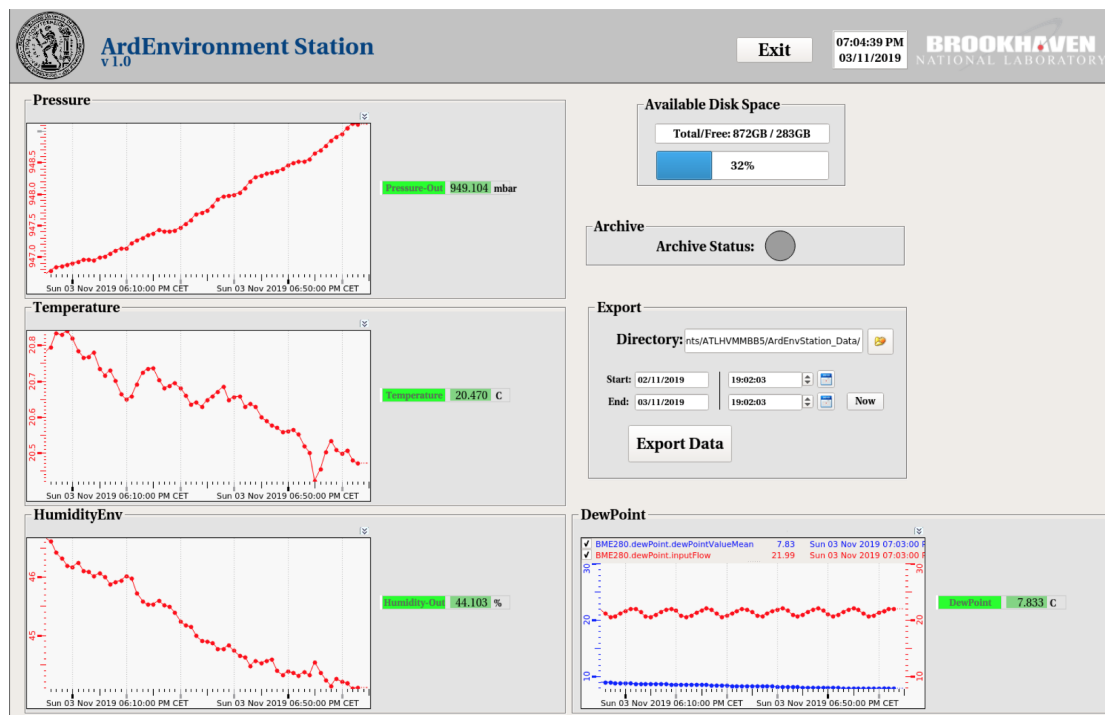 ArdEnvironment Station
v 1.0
Exit
07:04:39 PM
03/11/2019
BROOKHAVEN
NATIONAL LABORATORY
Pressure
948.5
948.0
947.5
947.0
Sun 03 Nov 2019 06:10:00 PM CET
Sun 03 Nov 2019 06:50:00 PM CET
Pressure-Out 949.104 mbar
Available Disk Space
Total/Free: 872GB / 283GB
32%
Archive
Archive Status:
Temperature
20.8
20.7
20.6
20.5
Sun 03 Nov 2019 06:10:00 PM CET
Sun 03 Nov 2019 06:50:00 PM CET
Temperature 20.470 C
Export
Directory: nts/ATLHVMMBB5/ArdEnvStation_Data/
Start: 02/11/2019 19:02:03
End: 03/11/2019 19:02:03 Now
Export Data
HumidityEnv
46
45
Sun 03 Nov 2019 06:10:00 PM CET
Sun 03 Nov 2019 06:50:00 PM CET
Humidity-Out 44.103 %
DewPoint
BME280.dewPoint.dewPointValueMean 7.83 Sun 03 Nov 2019 07:03:00 P
BME280.dewPoint.inputFlow 21.99 Sun 03 Nov 2019 07:03:00 P
30
20
10
30
20
10
Sun 03 Nov 2019 06:10:00 PM CET
Sun 03 Nov 2019 06:50:00 PM CET
DewPoint 7.833 C